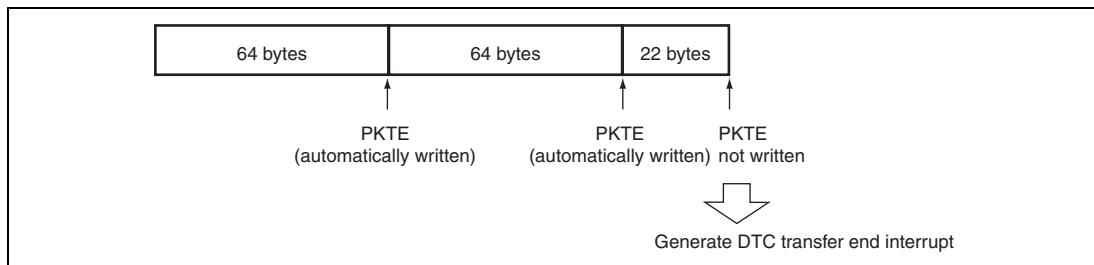 64 bytes
64 bytes
22 bytes
PKTE
(automatically written)
PKTE
(automatically written)
PKTE
not written
Generate DTC transfer end interrupt